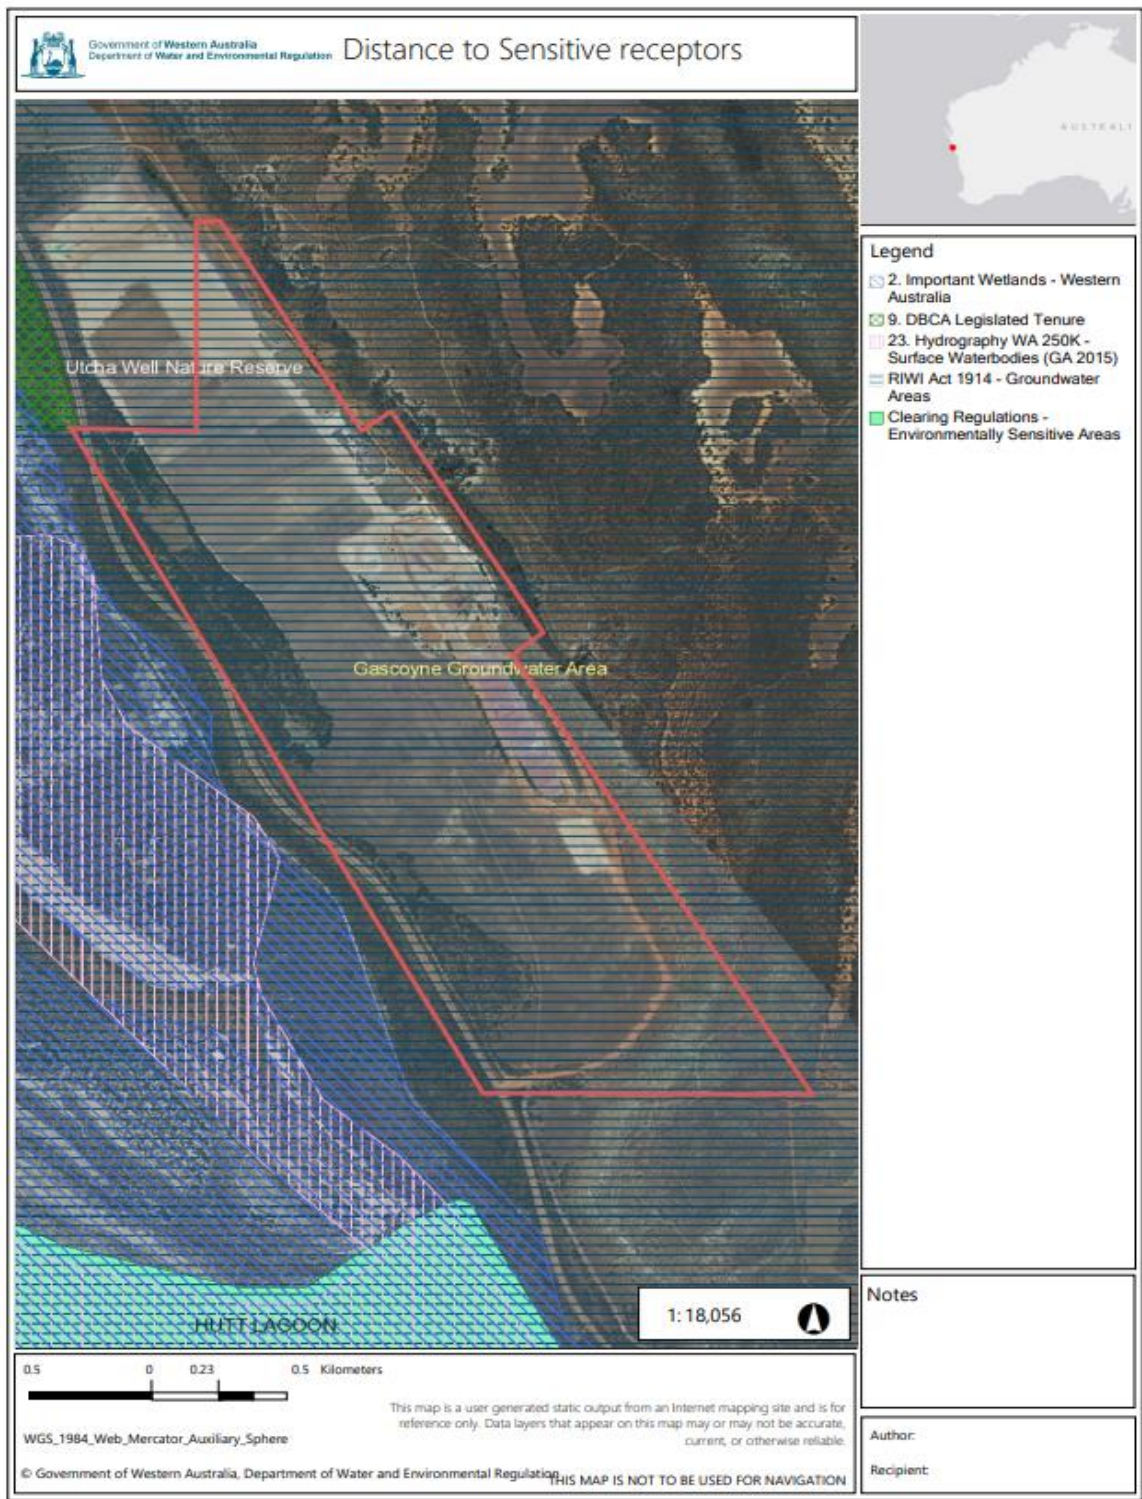 Government of Western Australia
Department of Water and Environmental Regulation
Distance to Sensitive receptors
AUSTRALI
Legend
2. Important Wetlands - Western
Australia
9. DBCA Legislated Tenure
23. Hydrography WA 250K -
Surface Waterbodies (GA 2015)
RIWI Act 1914 - Groundwater
Areas
Clearing Regulations -
Environmentally Sensitive Areas
Utcha Well Nature Reserve
Gascoyne Groundwater Area
HUTT LAGOON
1: 18,056
Notes
0.5 0 0.23 0.5 Kilometers
This map is a user generated static output from an Internet mapping site and is for
reference only. Data layers that appear on this map may or may not be accurate,
current, or otherwise reliable.
WGS_1984_Web_Mercator_Auxiliary_Sphere
© Government of Western Australia, Department of Water and Environmental Regulation
THIS MAP IS NOT TO BE USED FOR NAVIGATION
Author:
Recipient: